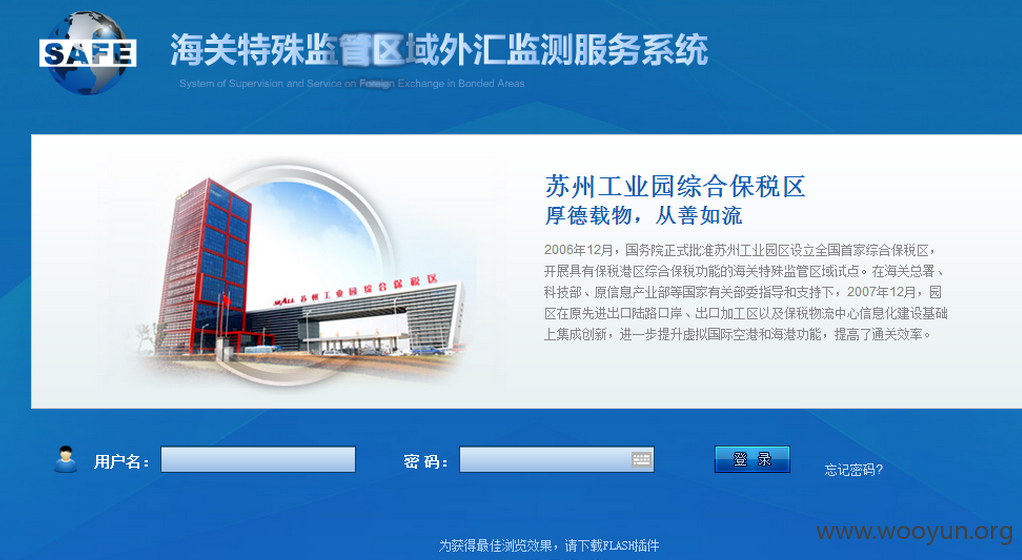 SAFE
海关特殊监管区域外汇监测服务系统
System of Supervision and Service on Foreign Exchange in Bonded Areas
苏州工业园综合保税区
厚德载物，从善如流
2006年12月，国务院正式批准苏州工业园区设立全国首家综合保税区，
开展具有保税港区综合保税功能的海关特殊监管区域试点。在海关总署、
科技部、原信息产业部等国家有关部委指导和支持下，2007年12月，园
区在原先进出口陆路口岸、出口加工区以及保税物流中心信息化建设基础
上集成创新，进一步提升虚拟国际空港和海港功能，提高了通关效率。
苏州工业园综合保税区
用户名：
密 码：
登 录
忘记密码?
www.wooyun.org
为获得最佳浏览效果，请下载FLASH插件